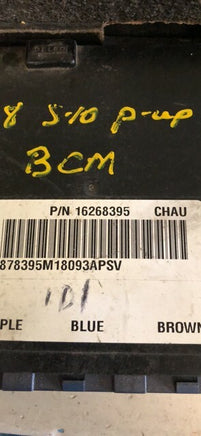 8 S-10 P-up
BCM
P/N 16268395 CHAU
878395M18093APSV
101
PLE BLUE BROWN